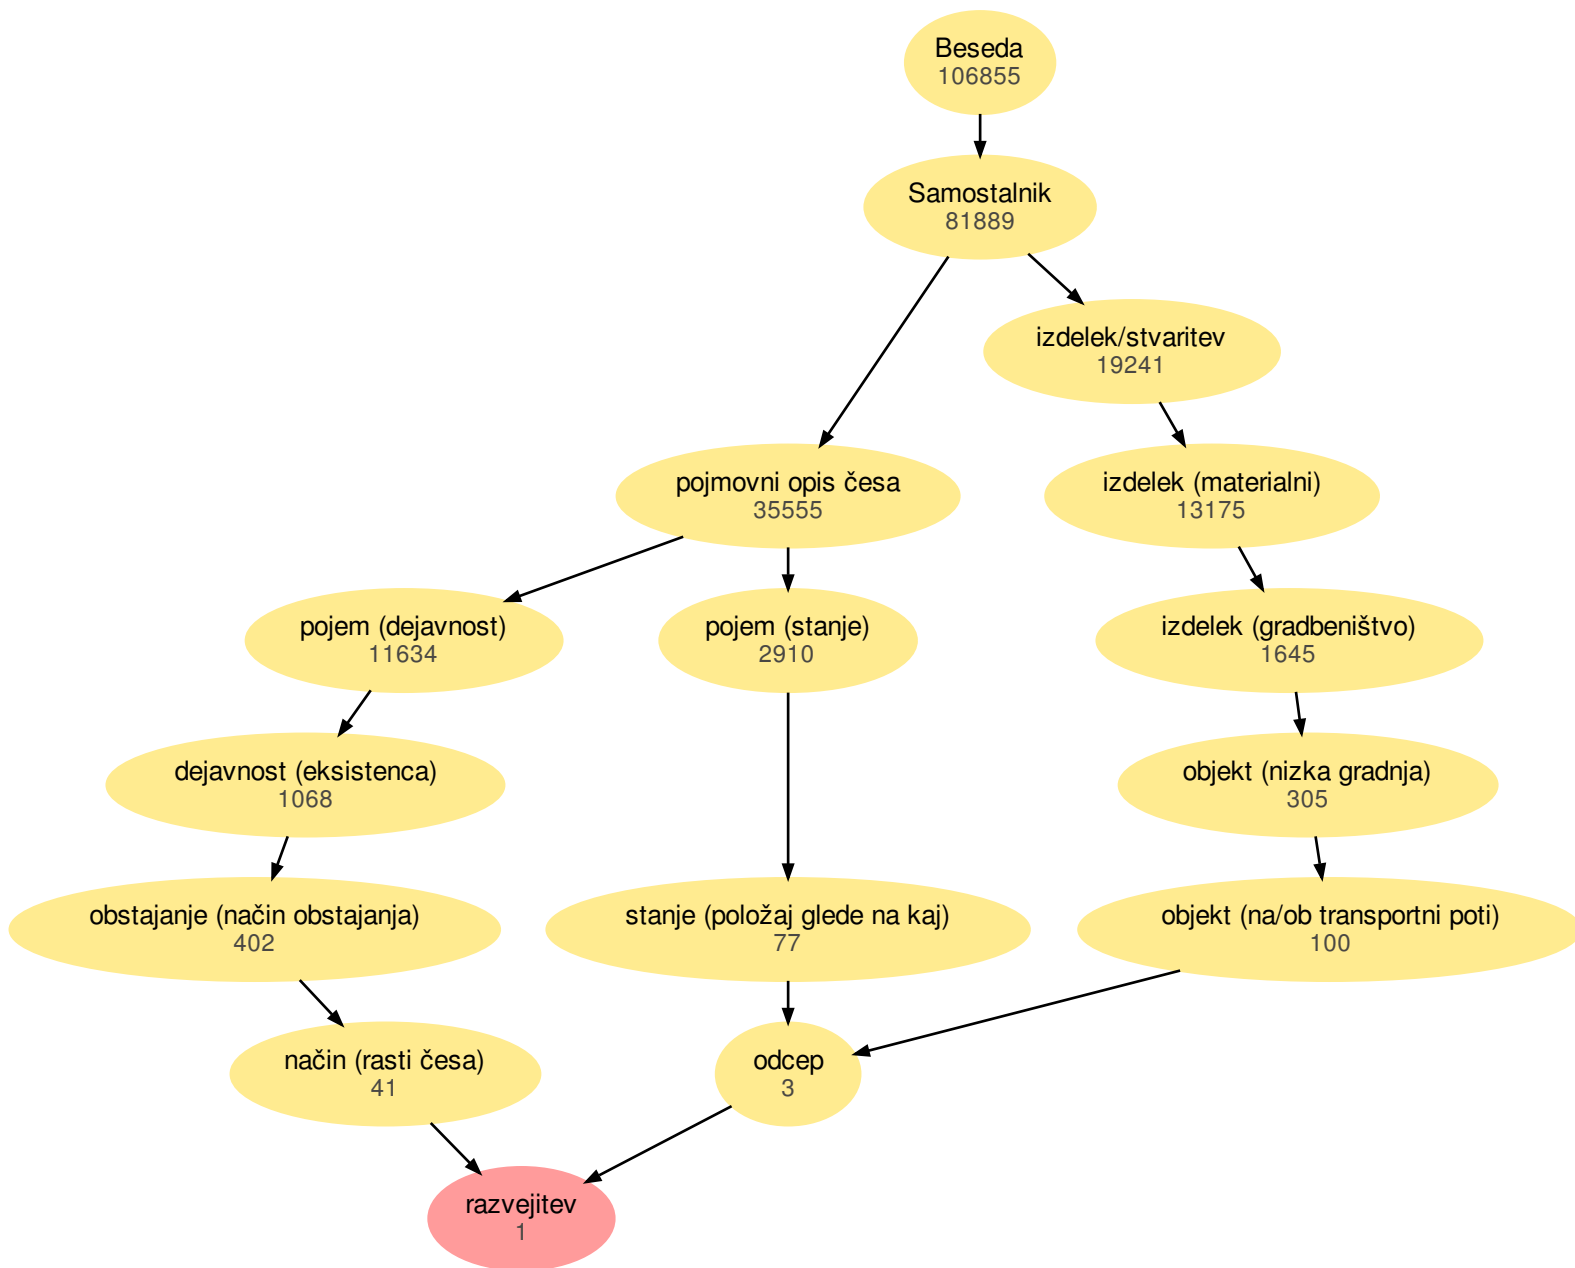 Beseda
106855
Samostalnik
81889
izdelek/stvaritev
19241
pojmovni opis česa
35555
izdelek (materialni)
13175
pojem (dejavnost)
11634
pojem (stanje)
2910
izdelek (gradbeništvo)
1645
dejavnost (eksistenca)
1068
objekt (nizka gradnja)
305
obstajanje (način obstajanja)
402
stanje (položaj glede na kaj)
77
objekt (na/ob transportni poti)
100
način (rasti česa)
41
odcep
3
razvejitev
1